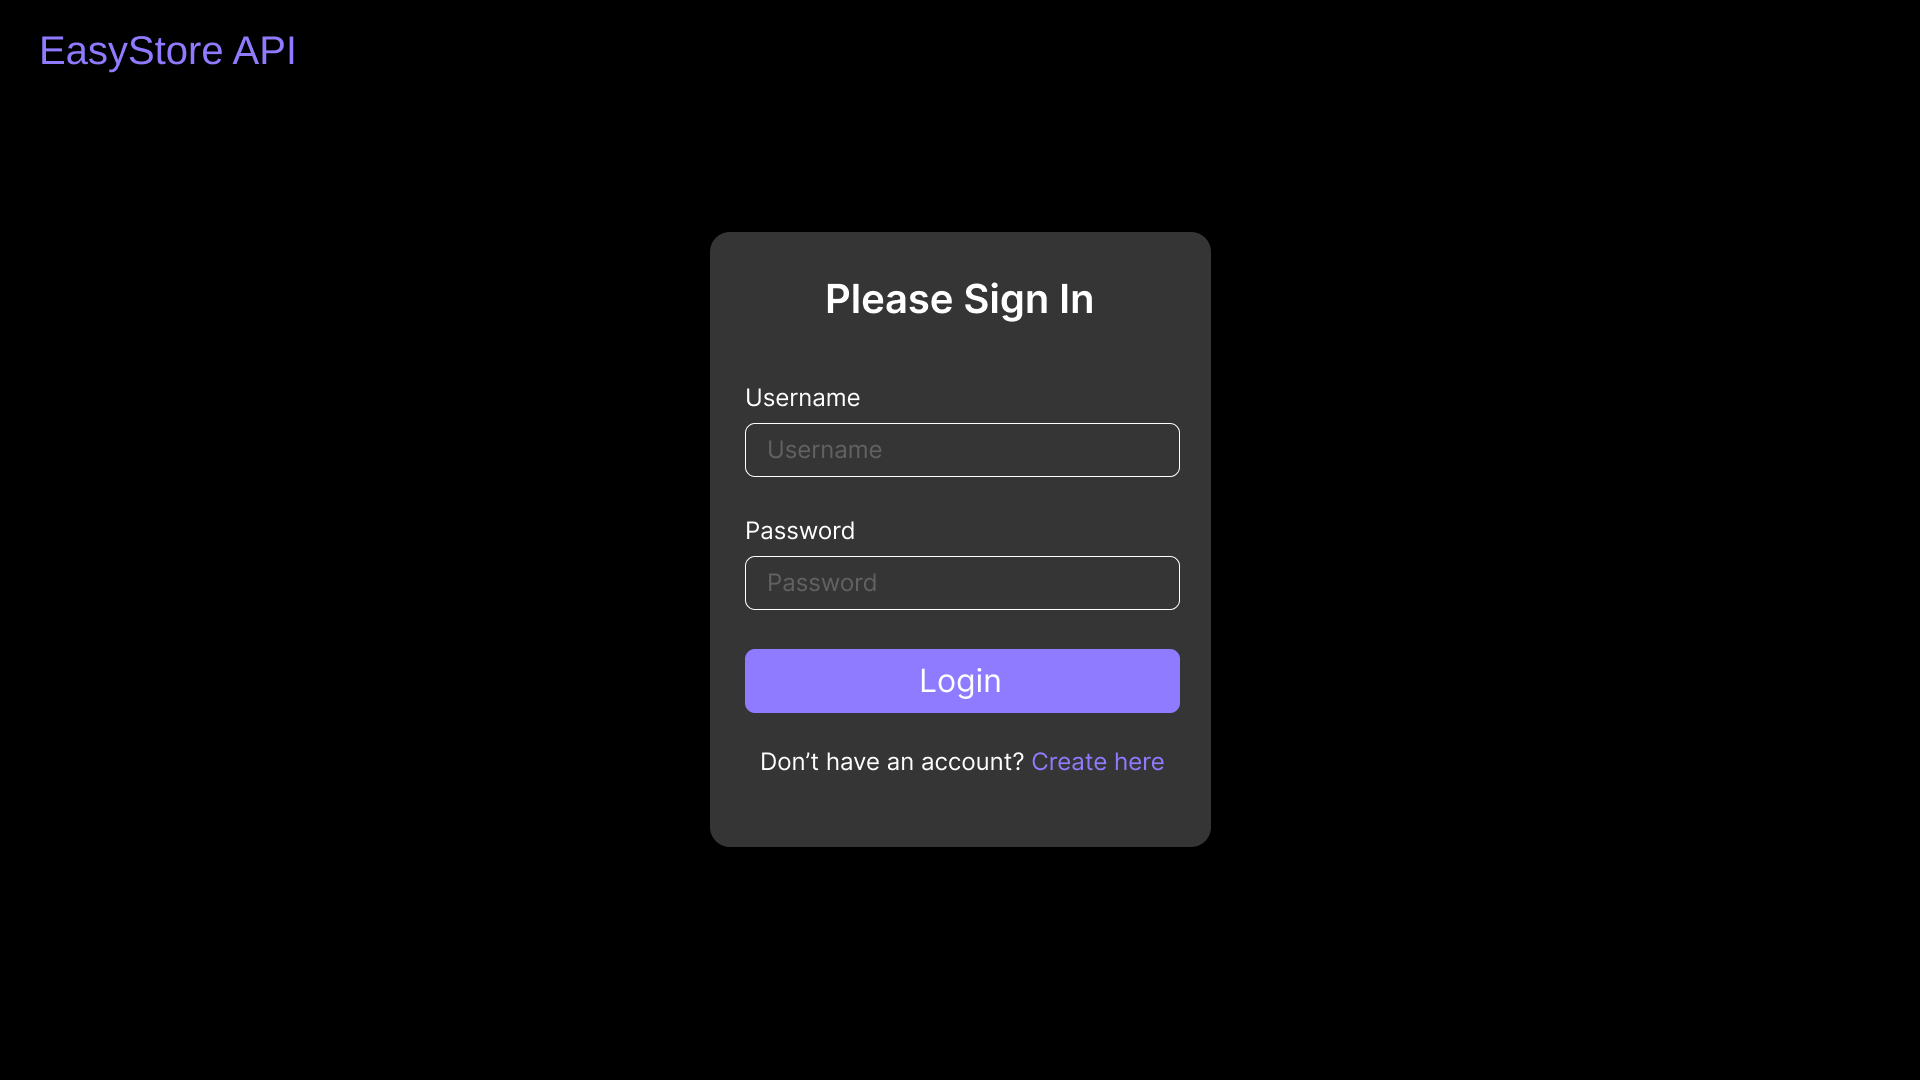 EasyStore API
Please Sign In
Username
Username
Password
Password
Login
Don’t have an account? Create here